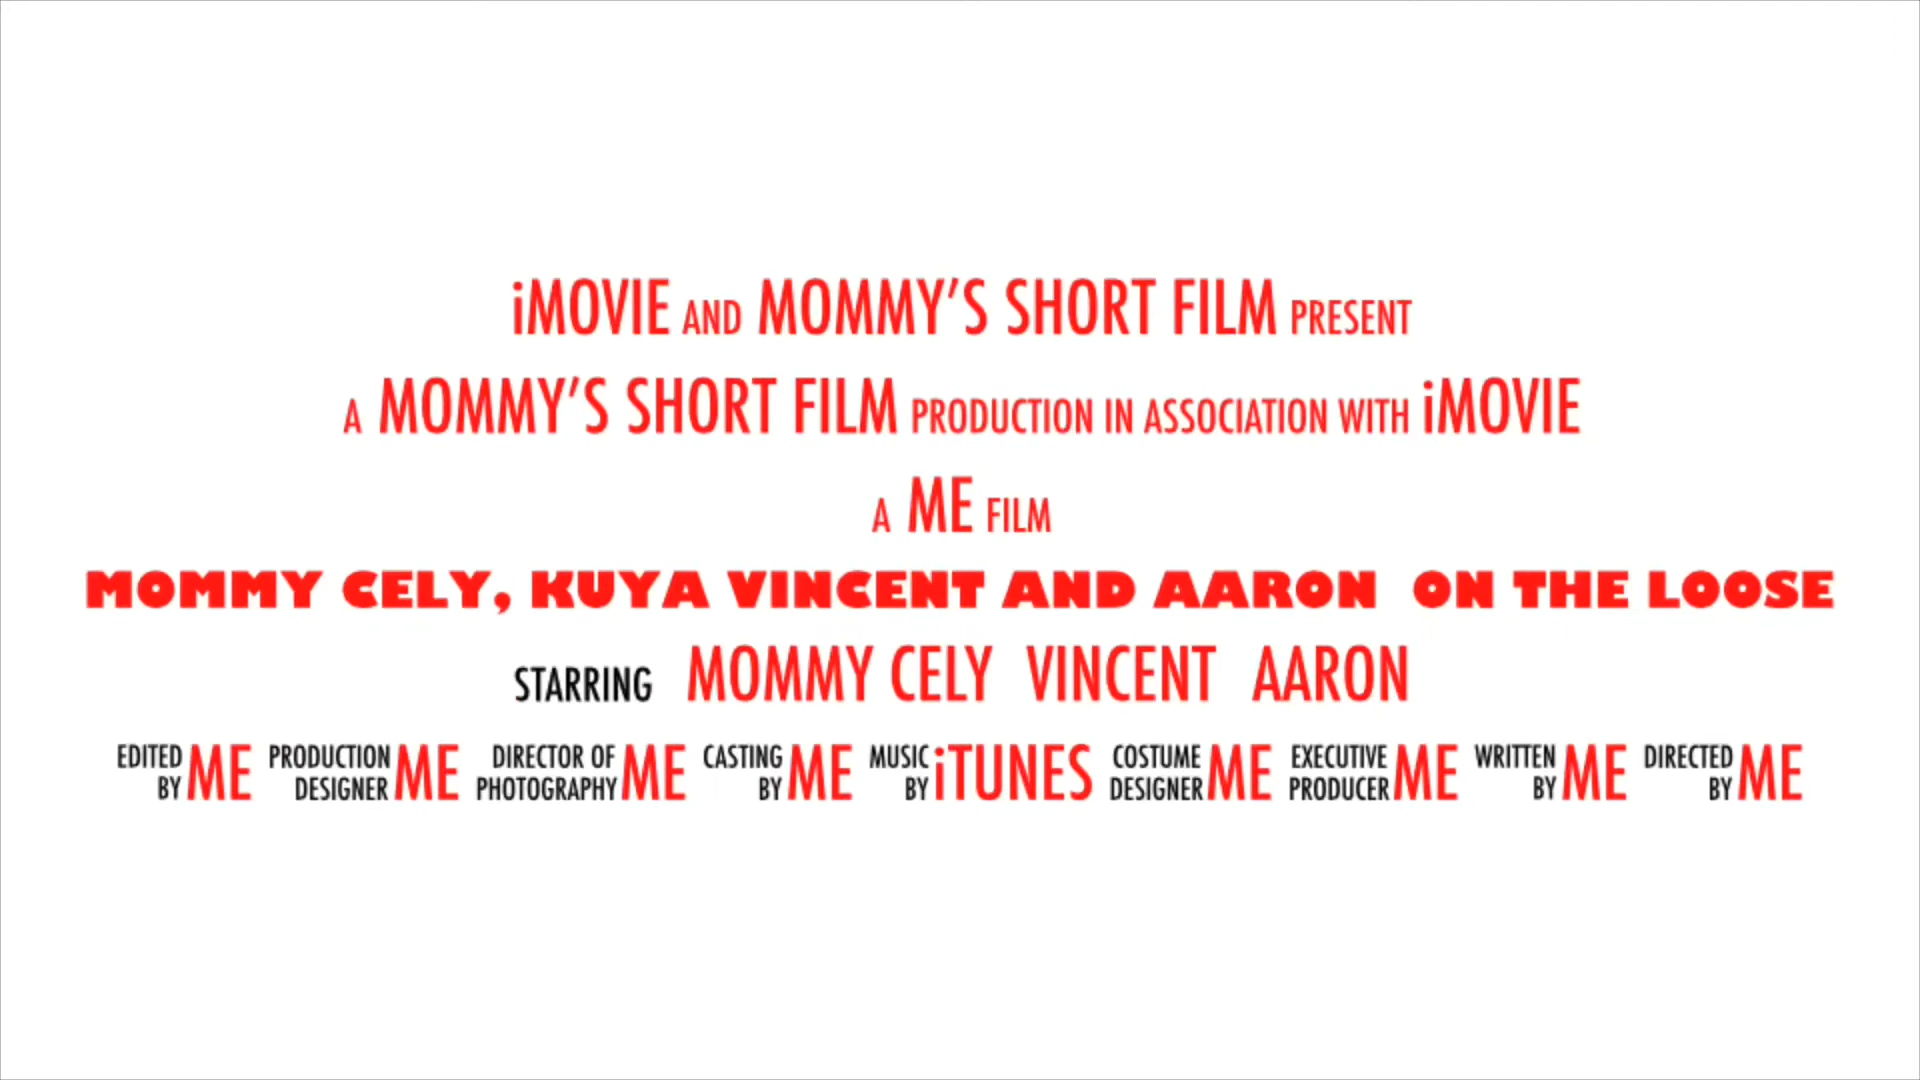 iMOVIE AND MOMMY'S SHORT FILM PRESENT
A MOMMY'S SHORT FILM PRODUCTION IN ASSOCIATION WITH iMOVIE
A ME FILM
MOMMY CELY, KUYA VINCENT AND AARON ON THE LOOSE
STARRING MOMMY CELY VINCENT AARON
EDITED BY ME PRODUCTION DESIGNER ME DIRECTOR OF PHOTOGRAPHY ME CASTING BY ME MUSIC BY iTUNES COSTUME DESIGNER ME EXECUTIVE PRODUCER ME WRITTEN BY ME DIRECTED BY ME